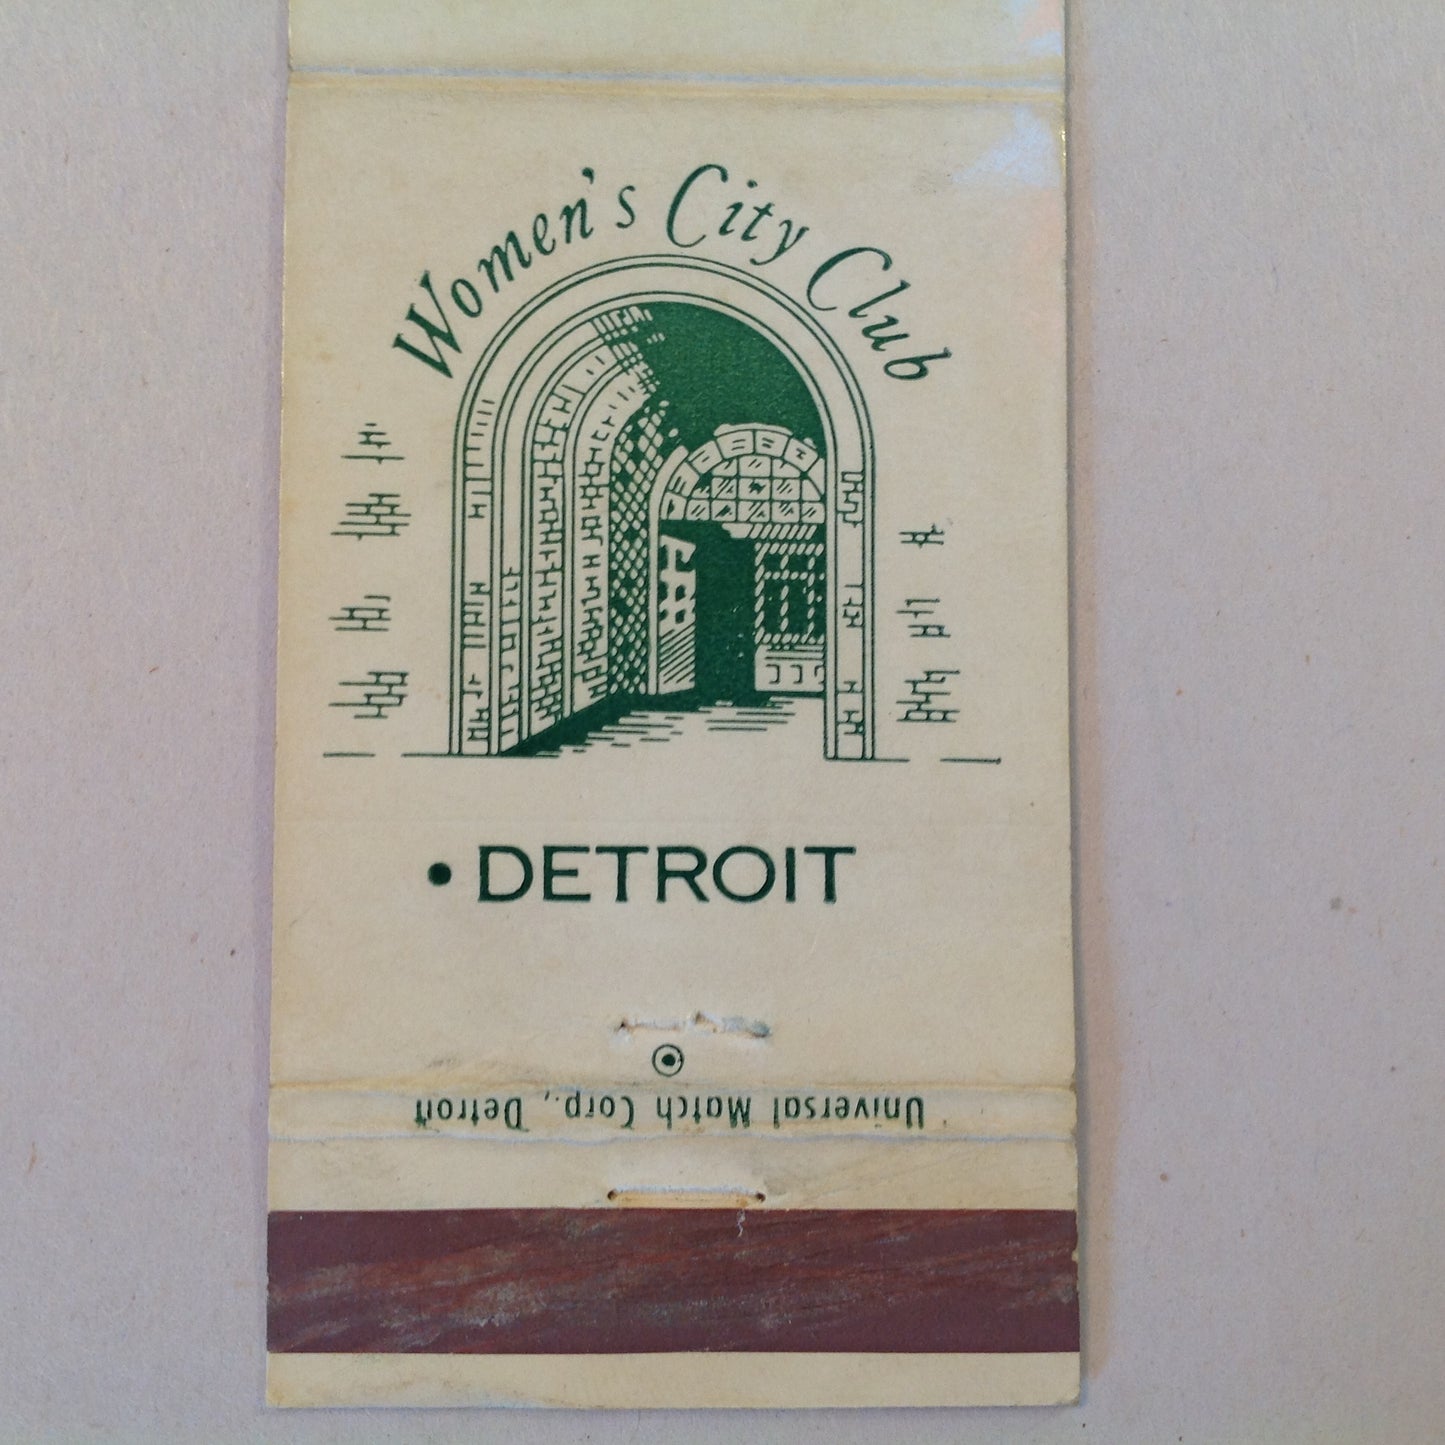 Women's City Club
• DETROIT
Universal Match Corp., Detroit